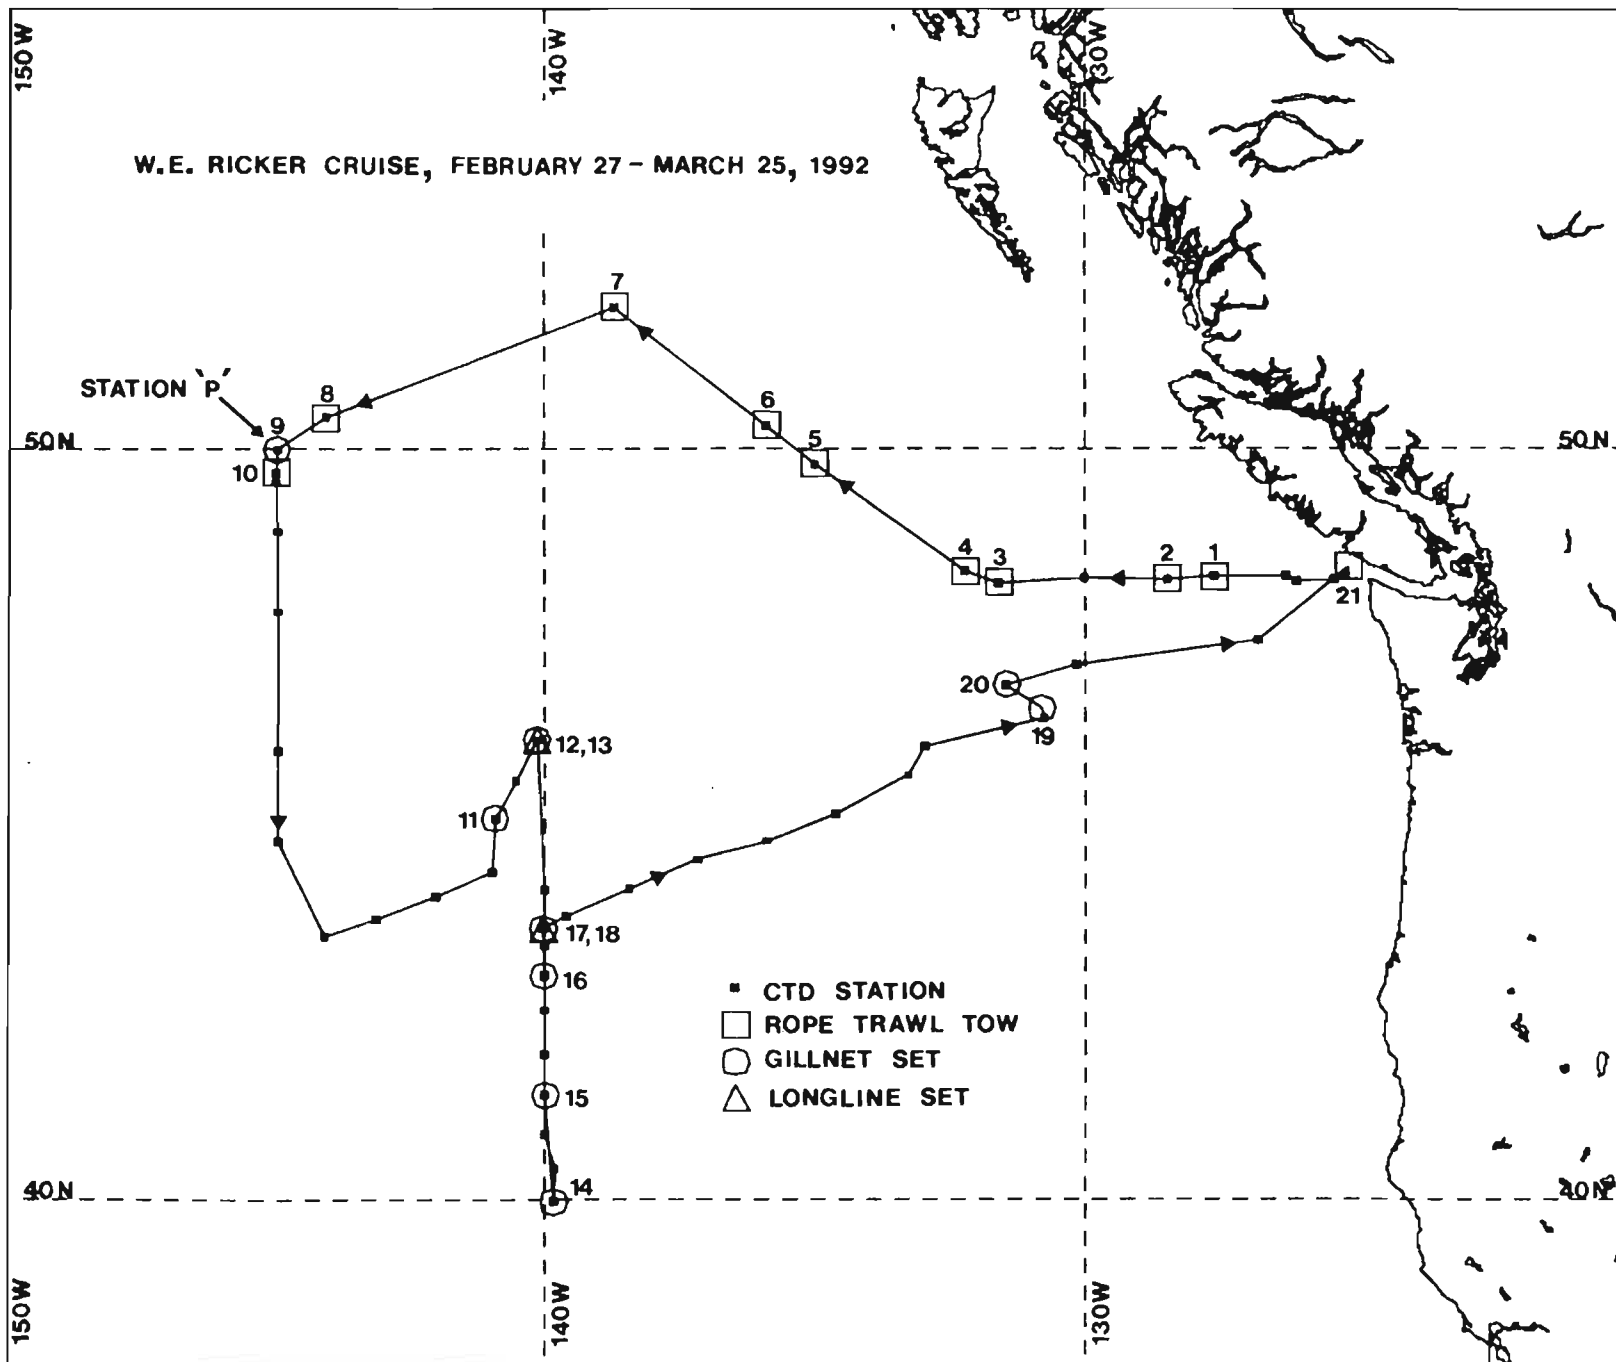 150W
140W
130W
W.E. RICKER CRUISE, FEBRUARY 27 – MARCH 25, 1992
7
STATION 'P'
8
6
9
5
50N
50N
10
4
3
2
1
21
20
19
12,13
11
17,18
16
CTD STATION
ROPE TRAWL TOW
GILLNET SET
LONGLINE SET
15
14
40N
40N
150W
140W
130W